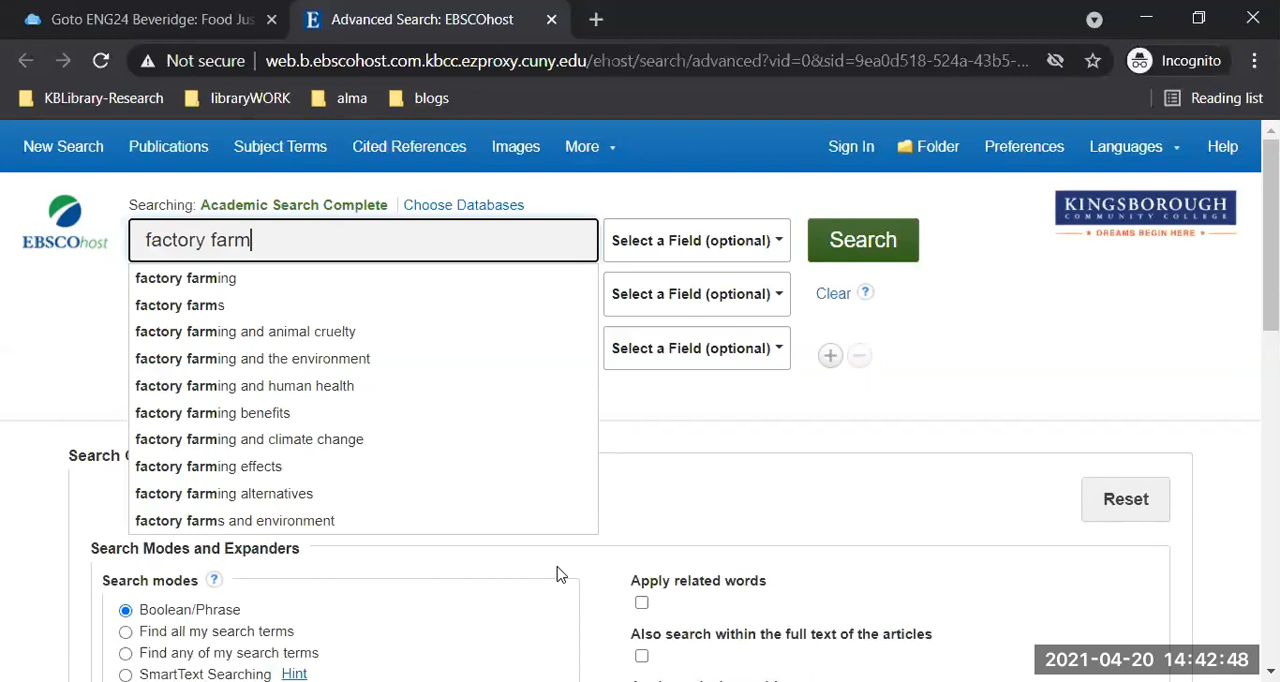 Goto ENG24 Beveridge: Food Jus
Advanced Search: EBSCOhost
Not secure
web.b.ebscohost.com.kbcc.ezproxy.cuny.edu/ehost/search/advanced?vid=0&sid=9ea0d518-524a-43b5-...
Incognito
KBLibrary-Research
libraryWORK
alma
blogs
Reading list
New Search
Publications
Subject Terms
Cited References
Images
More
Sign In
Folder
Preferences
Languages
Help
Searching: Academic Search Complete
Choose Databases
EBSCOhost
factory farm
Select a Field (optional)
Search
KINGSBOROUGH
COMMUNITY COLLEGE
DREAMS BEGIN HERE
factory farming
factory farms
factory farming and animal cruelty
factory farming and the environment
factory farming and human health
factory farming benefits
factory farming and climate change
factory farming effects
factory farming alternatives
factory farms and environment
Select a Field (optional)
Clear ?
Select a Field (optional)
Search
Reset
Search Modes and Expanders
Search modes ?
Boolean/Phrase
Find all my search terms
Find any of my search terms
SmartText Searching Hint
Apply related words
Also search within the full text of the articles
2021-04-20 14:42:48